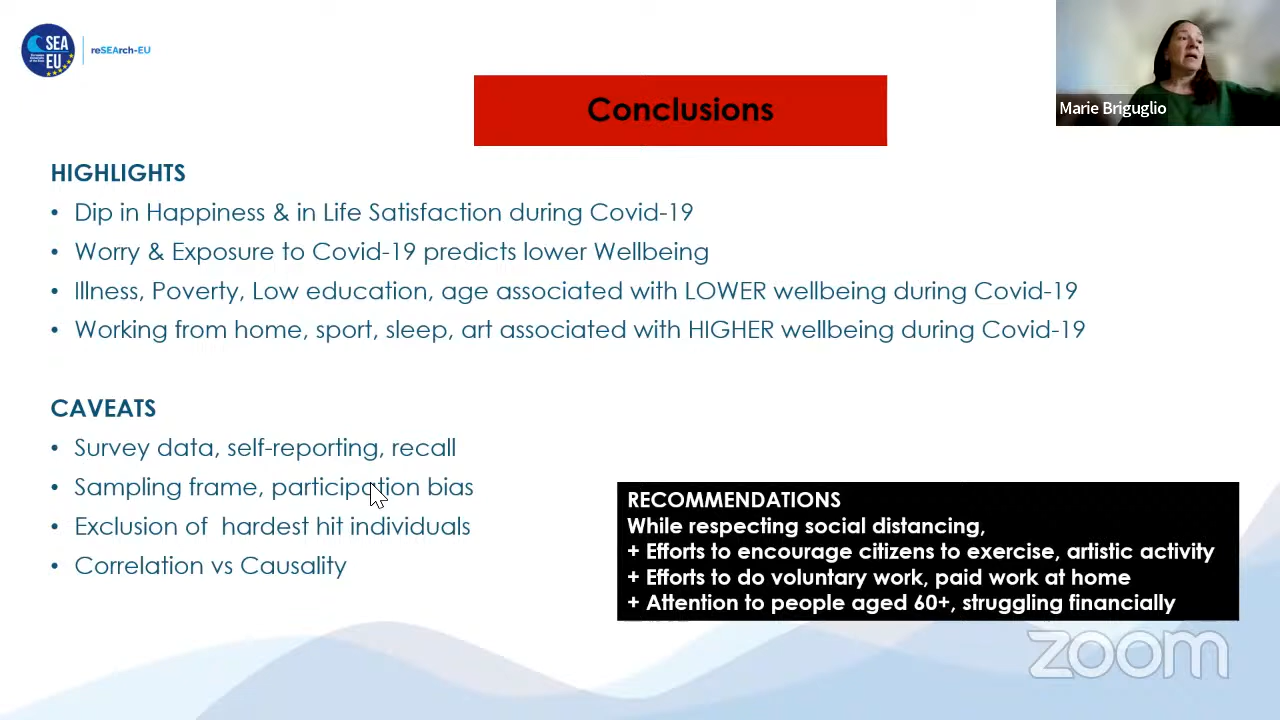 SEA
EU
reSEArch-EU
Marie Briguglio
Conclusions
HIGHLIGHTS
• Dip in Happiness & in Life Satisfaction during Covid-19
• Worry & Exposure to Covid-19 predicts lower Wellbeing
• Illness, Poverty, Low education, age associated with LOWER wellbeing during Covid-19
• Working from home, sport, sleep, art associated with HIGHER wellbeing during Covid-19
CAVEATS
• Survey data, self-reporting, recall
• Sampling frame, participation bias
• Exclusion of hardest hit individuals
• Correlation vs Causality
RECOMMENDATIONS
While respecting social distancing,
+ Efforts to encourage citizens to exercise, artistic activity
+ Efforts to do voluntary work, paid work at home
+ Attention to people aged 60+, struggling financially
zoom